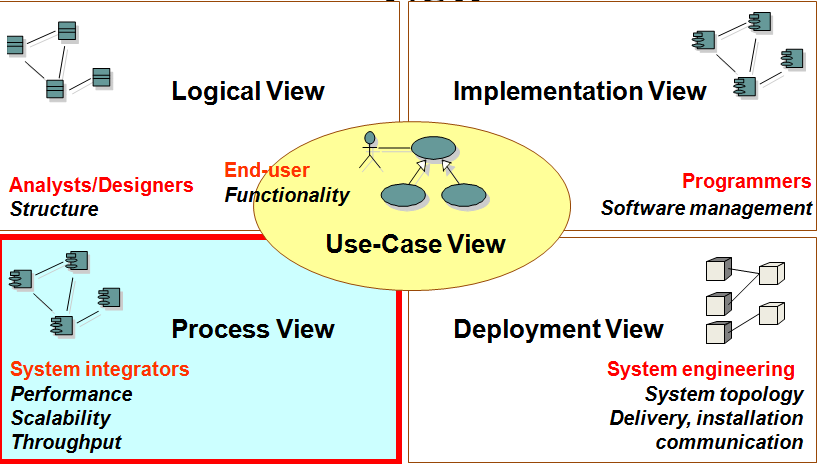 Logical View
Analysts/Designers
Structure
Implementation View
Programmers
Software management
End-user
Functionality
Use-Case View
Process View
System integrators
Performance
Scalability
Throughput
Deployment View
System engineering
System topology
Delivery, installation
communication